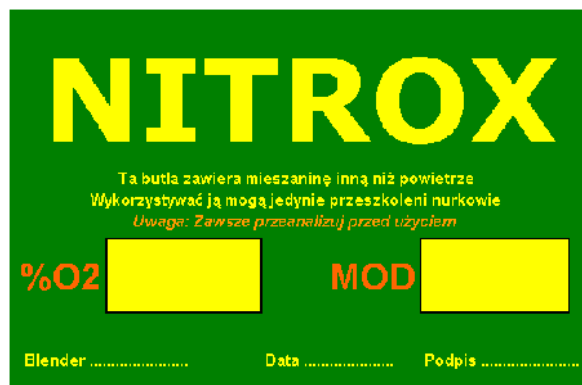 NITROX
Ta butla zawiera mieszaninę inną niż powietrze
Wykorzystywać ją mogą jedynie przeszkoleni nurkowie
Uwaga: Zawsze przeanalizuj przed użyciem
%O2 MOD
Blender ....................... Data ..................... Podpis .......................